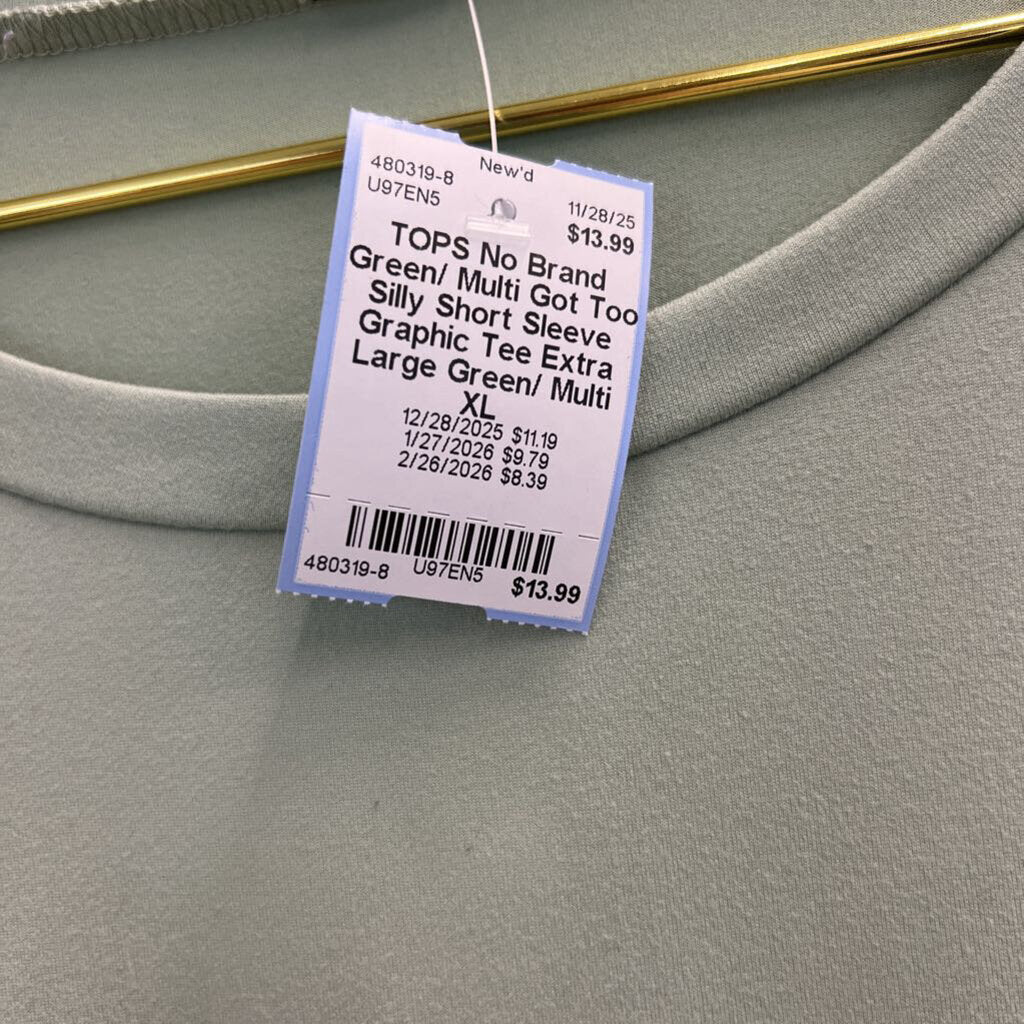 New'd
480319-8
U97EN5
11/28/25
$13.99
TOPS No Brand
Green/ Multi Got Too
Silly Short Sleeve
Graphic Tee Extra
Large Green/ Multi
XL
12/28/2025 $11.19
1/27/2026 $9.79
2/26/2026 $8.39
480319-8 U97EN5 $13.99